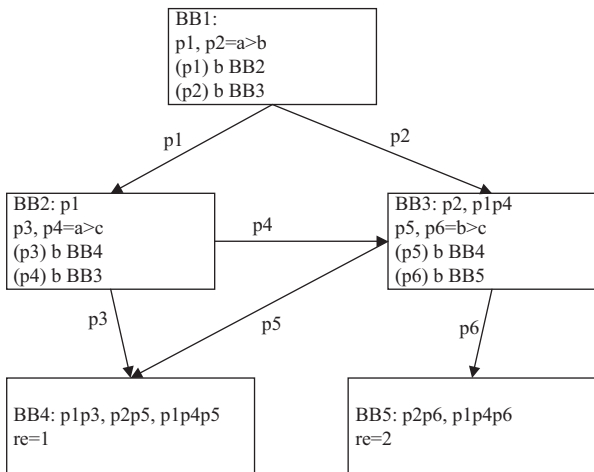 BB1:
p1, p2=a>b
(p1) b BB2
(p2) b BB3
p1
p2
BB2: p1
p3, p4=a>c
(p3) b BB4
(p4) b BB3
p4
BB3: p2, p1p4
p5, p6=b>c
(p5) b BB4
(p6) b BB5
p3
p5
p6
BB4: p1p3, p2p5, p1p4p5
re=1
BB5: p2p6, p1p4p6
re=2